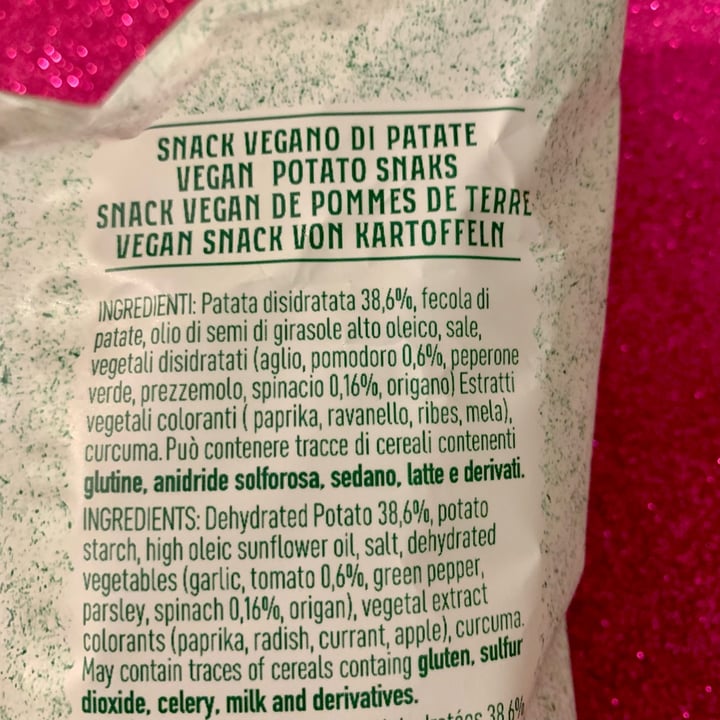 SNACK VEGANO DI PATATE
VEGAN POTATO SNAKS
SNACK VEGAN DE POMMES DE TERRE
VEGAN SNACK VON KARTOFFELN
INGREDIENTI: Patata disidratata 38,6%, fecola di
patate, olio di semi di girasole alto oleico, sale,
vegetali disidratati (aglio, pomodoro 0,6%, peperone
verde, prezzemolo, spinacio 0,16%, origano) Estratti
vegetali coloranti ( paprika, ravanello, ribes, mela),
curcuma. Può contenere tracce di cereali contenenti
glutine, anidride solforosa, sedano, latte e derivati.
INGREDIENTS: Dehydrated Potato 38,6%, potato
starch, high oleic sunflower oil, salt, dehydrated
vegetables (garlic, tomato 0,6%, green pepper,
parsley, spinach 0,16%, origan), vegetal extract
colorants (paprika, radish, currant, apple), curcuma.
May contain traces of cereals containg gluten, sulfur
dioxide, celery, milk and derivatives.
38,6%